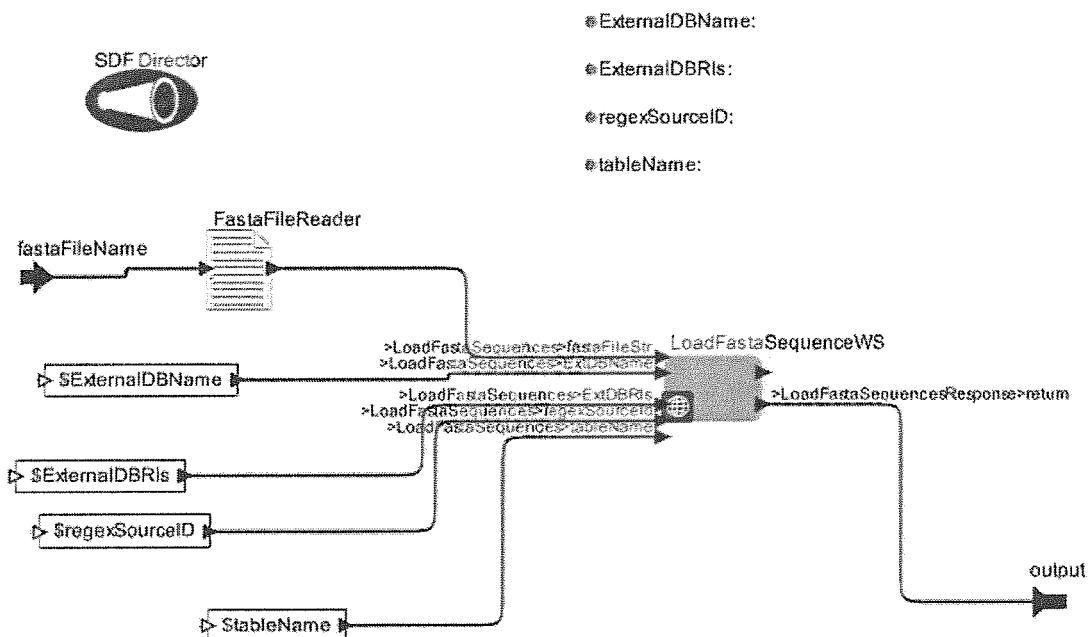 ExternalDBName:
SDF Director
ExternalDBRls:
regexSourceID:
tableName:
FastaFileReader
fastaFileName
>LoadFastaSequences>fastaFileStr
LoadFastaSequenceWS
>LoadFastaSequences>ExtDBName
$ExternalDBName
>LoadFastaSequences>ExtDBRls
>LoadFastaSequencesResponse>return
>LoadFastaSequences>regexSourceId
>LoadFastaSequences>tableName
$ExternalDBRls
$regexSourceID
output
$tableName